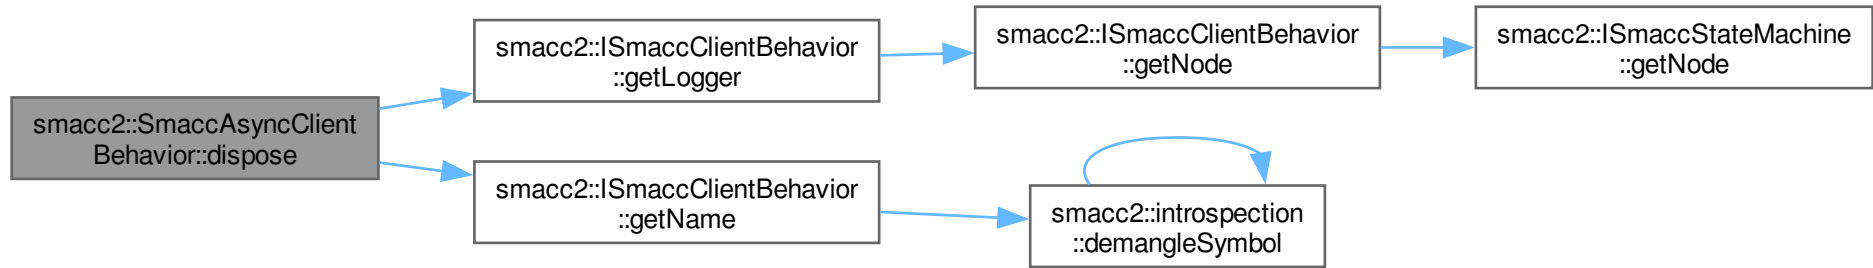 smacc2::SmaccAsyncClient
Behavior::dispose
smacc2::ISmaccClientBehavior
::getLogger
smacc2::ISmaccClientBehavior
::getNode
smacc2::ISmaccStateMachine
::getNode
smacc2::ISmaccClientBehavior
::getName
smacc2::introspection
::demangleSymbol